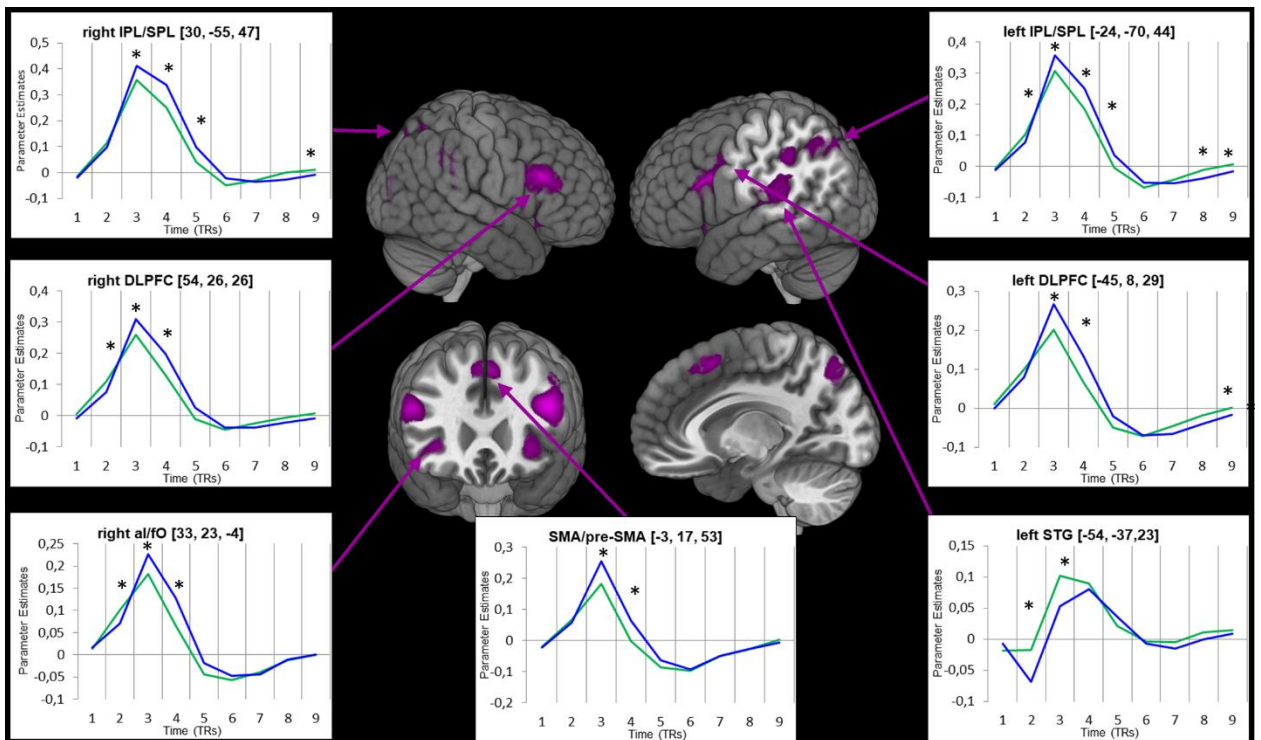 right IPL/SPL [30, -55, 47]
Parameter Estimates
0,5
0,4
0,3
0,2
0,1
0
-0,1
* * * *
1 2 3 4 5 6 7 8 9
Time (TRs)
left IPL/SPL [-24, -70, 44]
Parameter Estimates
0,4
0,3
0,2
0,1
0
-0,1
* * * * * *
1 2 3 4 5 6 7 8 9
Time (TRs)
right DLPFC [54, 26, 26]
Parameter Estimates
0,4
0,3
0,2
0,1
0
-0,1
* * *
1 2 3 4 5 6 7 8 9
Time (TRs)
left DLPFC [-45, 8, 29]
Parameter Estimates
0,3
0,2
0,1
0
-0,1
* * *
1 2 3 4 5 6 7 8 9
Time (TRs)
right aI/fO [33, 23, -4]
Parameter Estimates
0,25
0,2
0,15
0,1
0,05
0
-0,05
-0,1
* * *
1 2 3 4 5 6 7 8 9
Time (TRs)
SMA/pre-SMA [-3, 17, 53]
Parameter Estimates
0,3
0,2
0,1
0
-0,1
-0,2
* *
1 2 3 4 5 6 7 8 9
Time (TRs)
left STG [-54, -37,23]
Parameter Estimates
0,15
0,1
0,05
0
-0,05
-0,1
* *
1 2 3 4 5 6 7 8 9
Time (TRs)